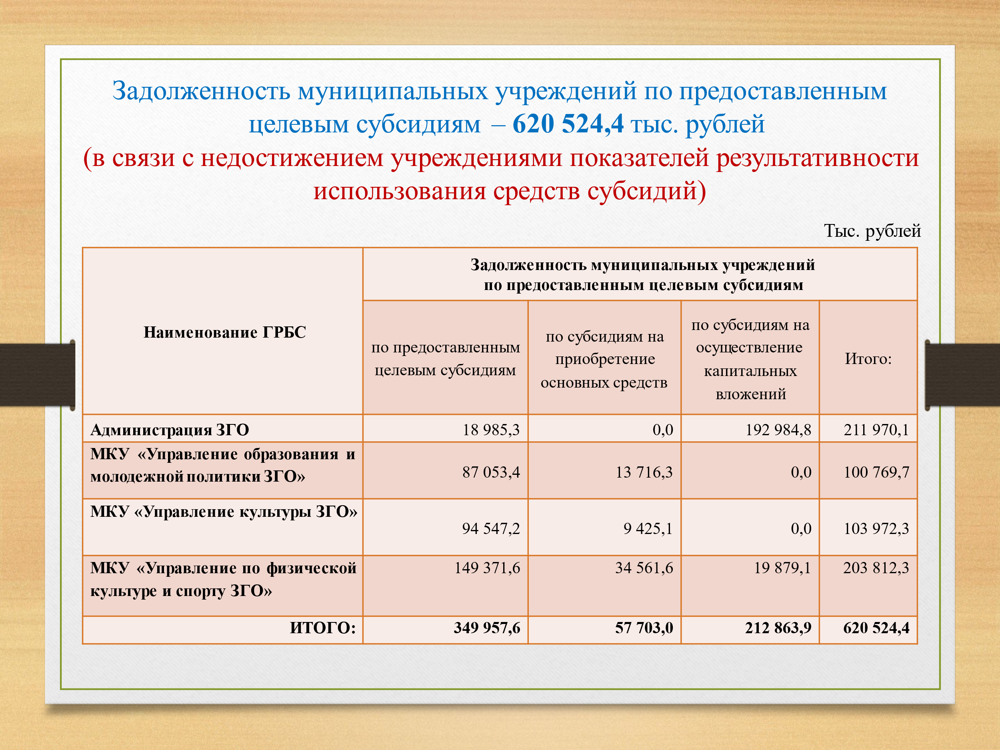 Задолженность муниципальных учреждений по предоставленным
целевым субсидиям – 620 524,4 тыс. рублей
(в связи с недостижением учреждениями показателей результативности
использования средств субсидий)
Тыс. рублей
Наименование ГРБС
Задолженность муниципальных учреждений
по предоставленным целевым субсидиям
по предоставленным
целевым субсидиям
по субсидиям на
приобретение
основных средств
по субсидиям на
осуществление
капитальных
вложений
Итого:
Администрация ЗГО 18 985,3 0,0 192 984,8 211 970,1
МКУ «Управление образования и
молодежной политики ЗГО»
87 053,4 13 716,3 0,0 100 769,7
МКУ «Управление культуры ЗГО»
94 547,2 9 425,1 0,0 103 972,3
МКУ «Управление по физической
культуре и спорту ЗГО»
149 371,6 34 561,6 19 879,1 203 812,3
ИТОГО: 349 957,6 57 703,0 212 863,9 620 524,4